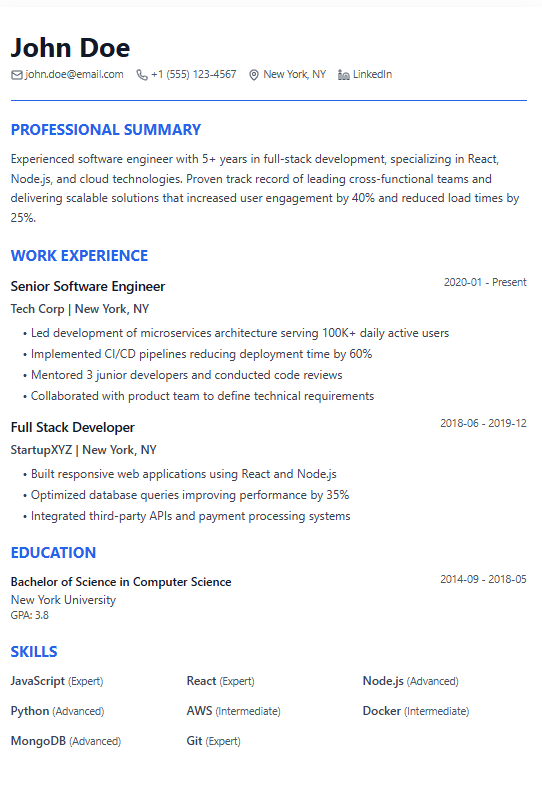 John Doe
john.doe@email.com +1 (555) 123-4567 New York, NY LinkedIn
PROFESSIONAL SUMMARY
Experienced software engineer with 5+ years in full-stack development, specializing in React,
Node.js, and cloud technologies. Proven track record of leading cross-functional teams and
delivering scalable solutions that increased user engagement by 40% and reduced load times by
25%.
WORK EXPERIENCE
Senior Software Engineer 2020-01 - Present
Tech Corp | New York, NY
• Led development of microservices architecture serving 100K+ daily active users
• Implemented CI/CD pipelines reducing deployment time by 60%
• Mentored 3 junior developers and conducted code reviews
• Collaborated with product team to define technical requirements
Full Stack Developer 2018-06 - 2019-12
StartupXYZ | New York, NY
• Built responsive web applications using React and Node.js
• Optimized database queries improving performance by 35%
• Integrated third-party APIs and payment processing systems
EDUCATION
Bachelor of Science in Computer Science 2014-09 - 2018-05
New York University
GPA: 3.8
SKILLS
JavaScript (Expert) React (Expert) Node.js (Advanced)
Python (Advanced) AWS (Intermediate) Docker (Intermediate)
MongoDB (Advanced) Git (Expert)